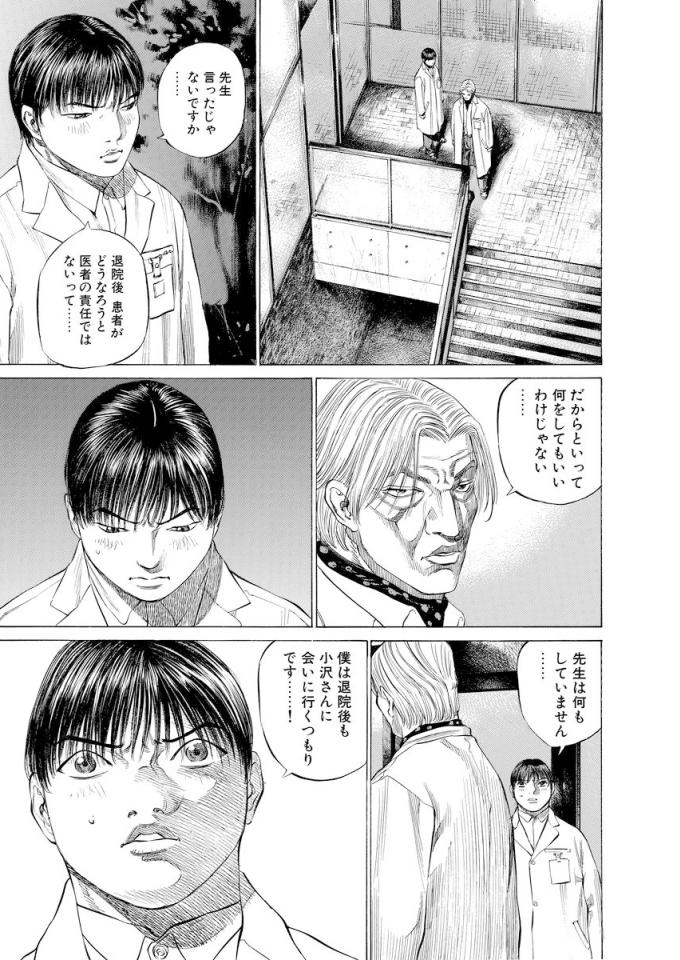 先生
言ったじゃ
ないですか
……
退院後 患者が
どうなろうと
医者の責任では
ないって……
だからといって
何をしてもいい
わけじゃない
……
先生は何も
していません
……
僕は退院後も
小沢さんに
会いに行くつもり
です……！